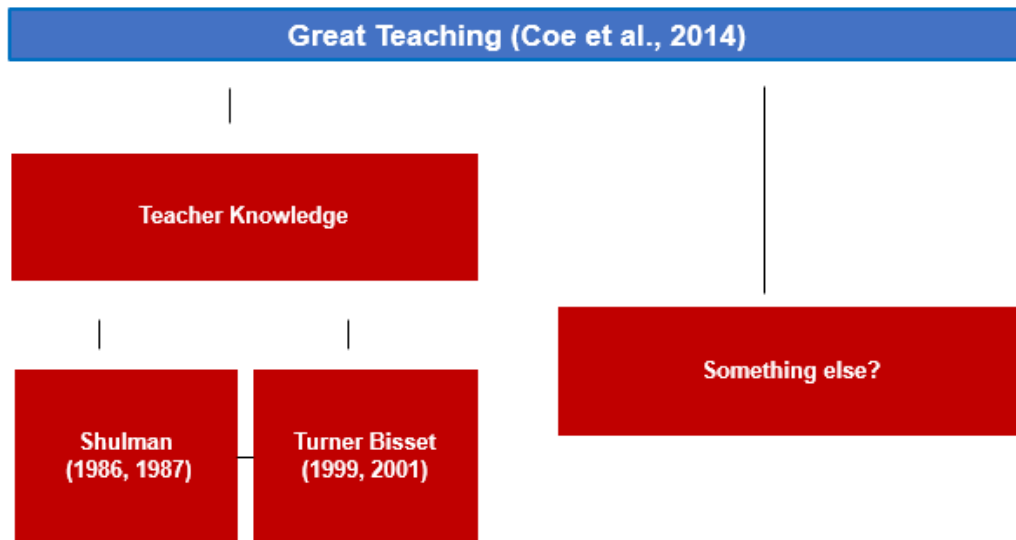 Great Teaching (Coe et al., 2014)
Teacher Knowledge
Something else?
Shulman
(1986, 1987)
Turner Bisset
(1999, 2001)